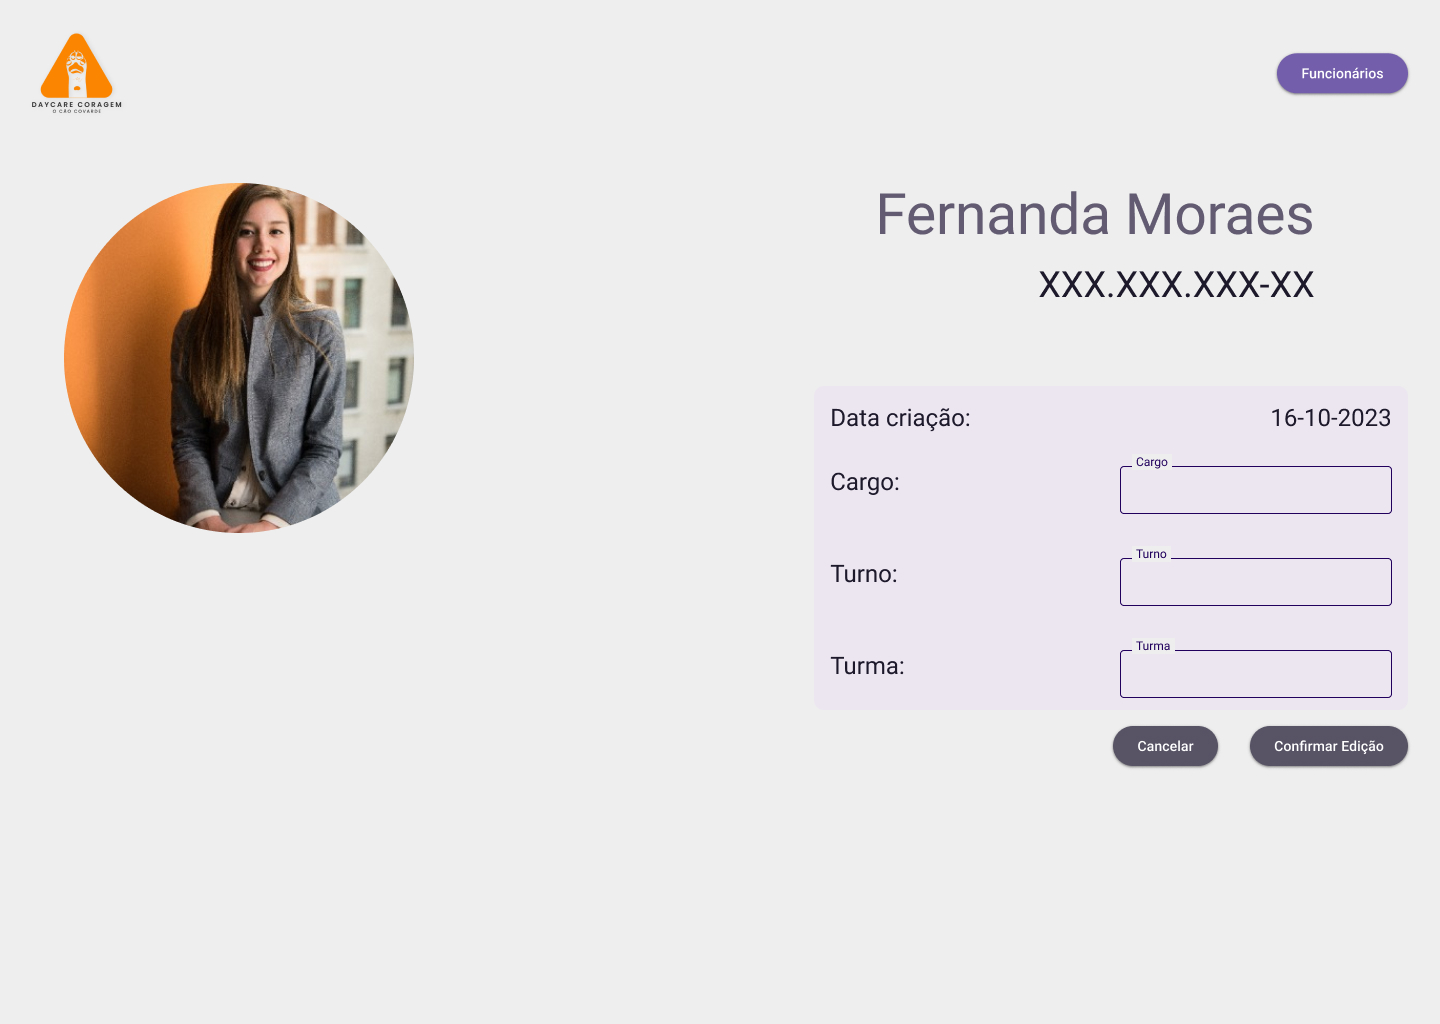 DAYCARE CORAGEM
O CÃO COVARDE
Funcionários
Fernanda Moraes
XXX.XXX.XXX-XX
Data criação: 16-10-2023
Cargo:
Cargo
Turno:
Turno
Turma:
Turma
Cancelar
Confirmar Edição